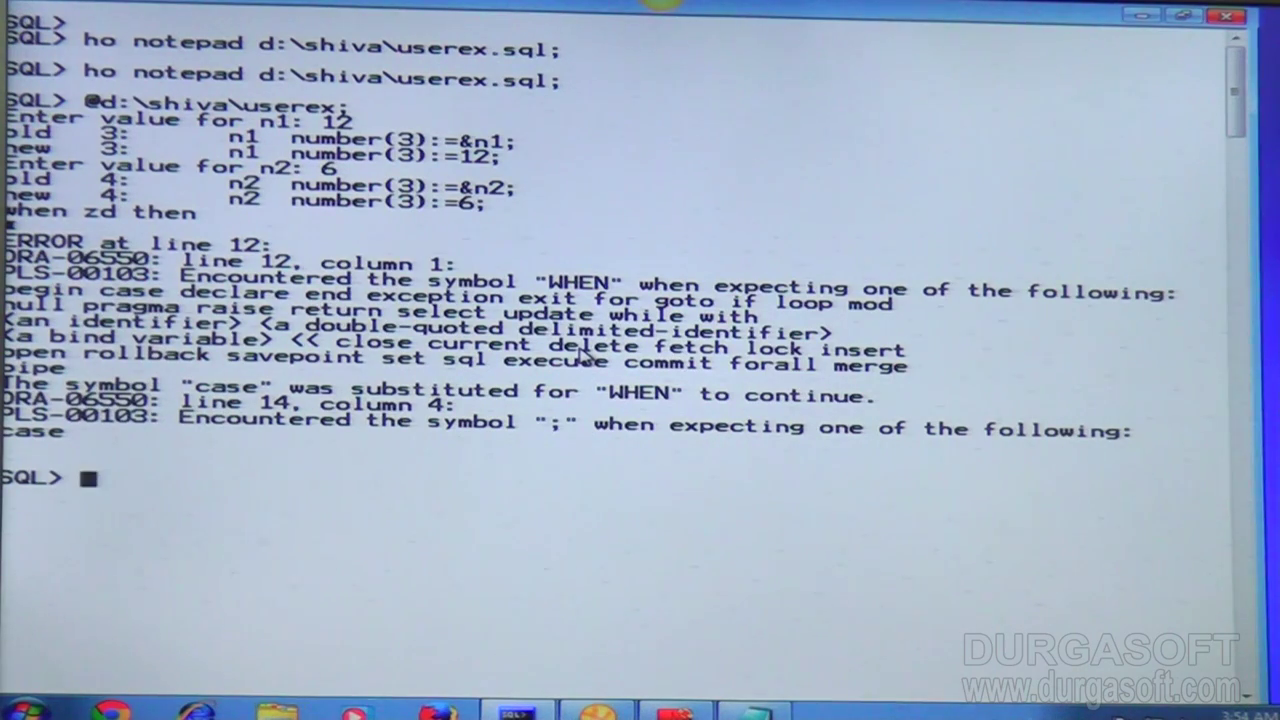 SQL>
SQL> ho notepad d:\shiva\userex.sql;
SQL> ho notepad d:\shiva\userex.sql;
SQL> @d:\shiva\userex;
Enter value for n1: 12
old 3: n1 number(3):=&n1;
new 3: n1 number(3):=12;
Enter value for n2: 6
old 4: n2 number(3):=&n2;
new 4: n2 number(3):=6;
when zd then
*
ERROR at line 12:
ORA-06550: line 12, column 1:
PLS-00103: Encountered the symbol "WHEN" when expecting one of the following:
begin case declare end exception exit for goto if loop mod
null pragma raise return select update while with
<an identifier> <a double-quoted delimited-identifier>
<a bind variable> << close current delete fetch lock insert
open rollback savepoint set sql execute commit forall merge
pipe
The symbol "case" was substituted for "WHEN" to continue.
ORA-06550: line 14, column 4:
PLS-00103: Encountered the symbol ";" when expecting one of the following:
case
SQL>
DURGASOFT
www.durgasoft.com